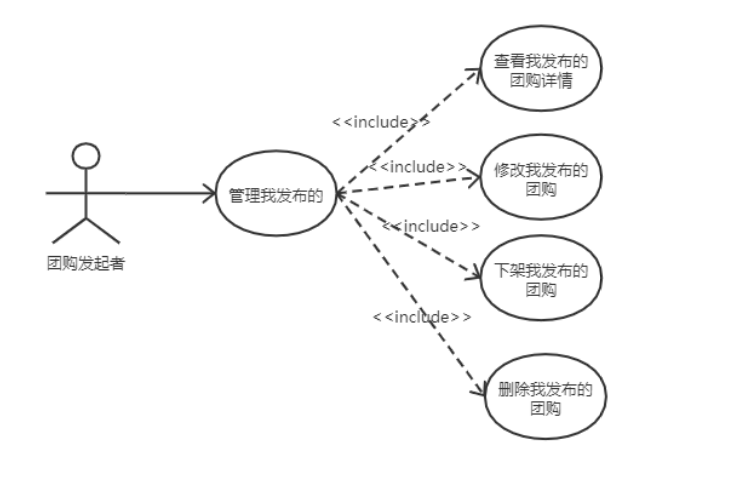 查看我发布的
团购详情
<<include>>
<<include>>
修改我发布的
团购
管理我发布的
<<include>>
团购发起者
下架我发布的
团购
<<include>>
删除我发布的
团购